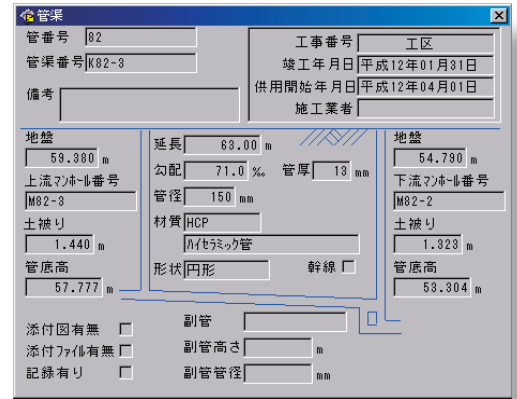 管渠
管番号 82
管渠番号 K82-3
備考
工事番号 工区
竣工年月日 平成12年01月31日
供用開始年月日 平成12年04月01日
施工業者
地盤
59.380 m
上流マンホール番号
M82-3
土被り
1.440 m
管底高
57.777 m
延長 63.00 m
勾配 71.0 ‰ 管厚 13 mm
管径 150 mm
材質 HCP
ハイセラミック管
形状 円形 幹線
地盤
54.790 m
下流マンホール番号
M82-2
土被り
1.323 m
管底高
53.304 m
添付図有無
添付ファイル有無
記録有り
副管
副管高さ m
副管管径 mm